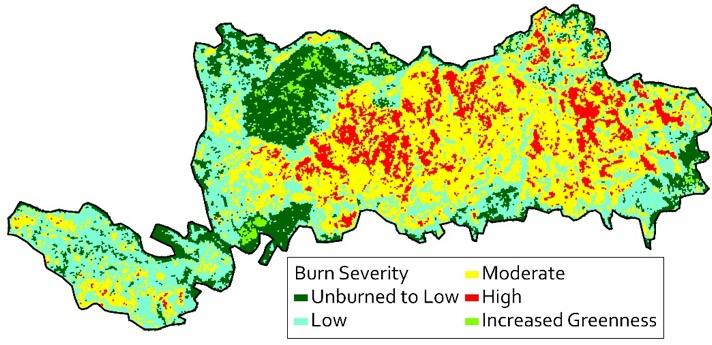 Burn Severity
Unburned to Low
Low
Moderate
High
Increased Greenness